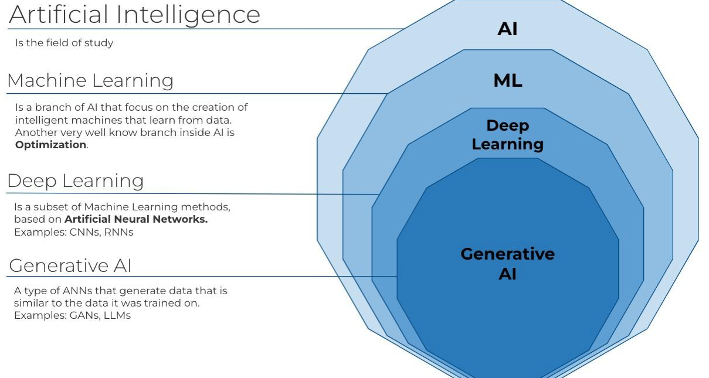 Artificial Intelligence
Is the field of study
Machine Learning
Is a branch of AI that focus on the creation of
intelligent machines that learn from data.
Another very well know branch inside AI is
Optimization.
Deep Learning
Is a subset of Machine Learning methods,
based on Artificial Neural Networks.
Examples: CNNs, RNNs
Generative AI
A type of ANNs that generate data that is
similar to the data it was trained on.
Examples: GANs, LLMs
AI
ML
Deep
Learning
Generative
AI